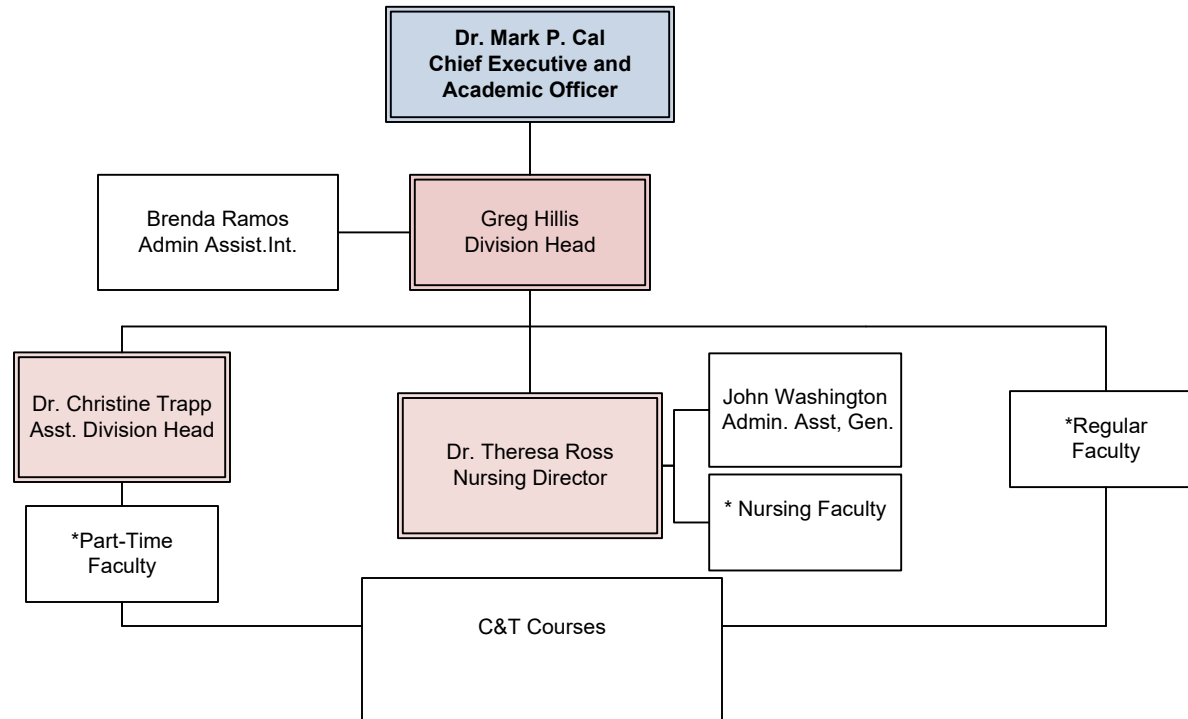 Dr. Mark P. Cal
Chief Executive and
Academic Officer
Brenda Ramos
Admin Assist.Int.
Greg Hillis
Division Head
Dr. Christine Trapp
Asst. Division Head
Dr. Theresa Ross
Nursing Director
John Washington
Admin. Asst, Gen.
* Nursing Faculty
*Regular
Faculty
*Part-Time
Faculty
C&T Courses